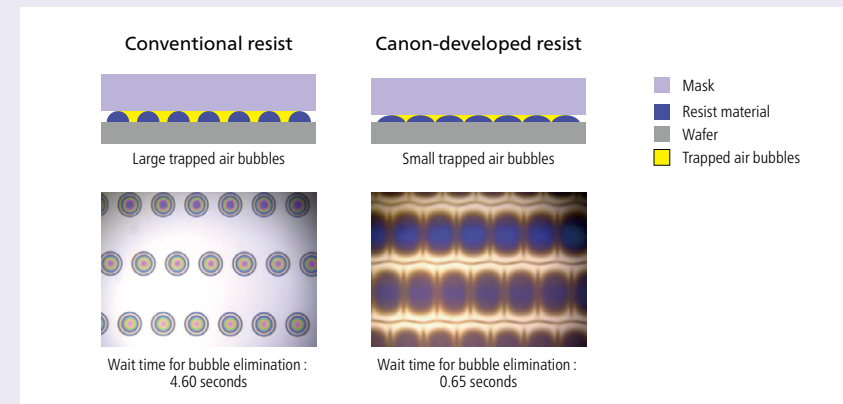 Conventional resist
Canon-developed resist
Mask
Resist material
Wafer
Trapped air bubbles
Large trapped air bubbles
Small trapped air bubbles
Wait time for bubble elimination :
4.60 seconds
Wait time for bubble elimination :
0.65 seconds